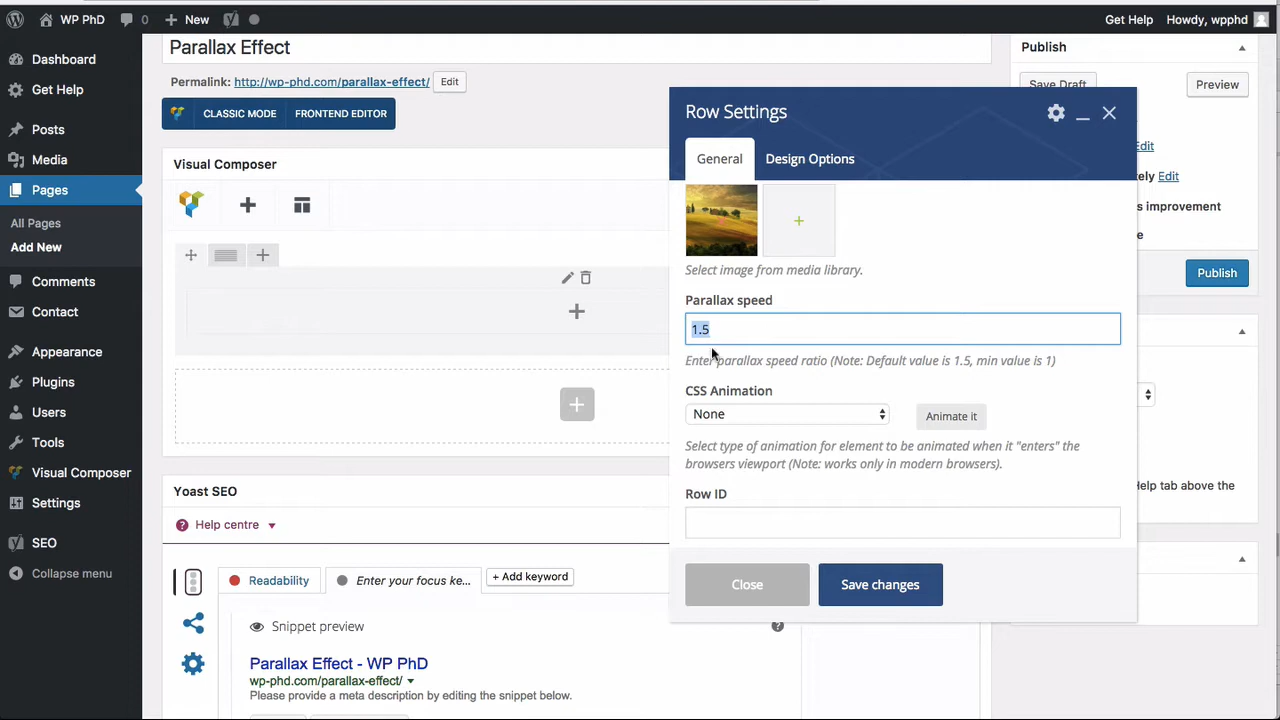 WP PhD
0
New
Get Help
Howdy, wpphd
Dashboard
Get Help
Posts
Media
Pages
All Pages
Add New
Comments
Contact
Appearance
Plugins
Users
Tools
Visual Composer
Settings
SEO
Collapse menu
Parallax Effect
Permalink: http://wp-phd.com/parallax-effect/
Edit
CLASSIC MODE
FRONTEND EDITOR
Visual Composer
Yoast SEO
Help centre
Readability
Enter your focus ke...
+ Add keyword
Snippet preview
Parallax Effect - WP PhD
wp-phd.com/parallax-effect/
Please provide a meta description by editing the snippet below.
Row Settings
General
Design Options
Select image from media library.
Parallax speed
1.5
Enter parallax speed ratio (Note: Default value is 1.5, min value is 1)
CSS Animation
None
Animate it
Select type of animation for element to be animated when it "enters" the
browsers viewport (Note: works only in modern browsers).
Row ID
Close
Save changes
Publish
Save Draft
Preview
Edit
ely Edit
s improvement
e
Publish
Help tab above the